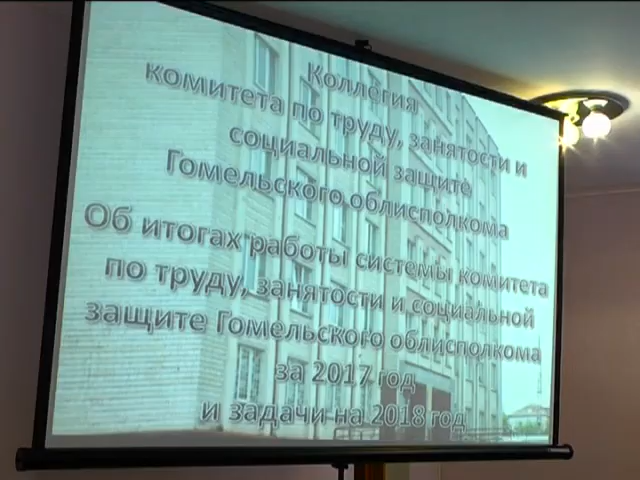 Коллегия
комитета по труду, занятости и
социальной защите
Гомельского облисполкома
Об итогах работы системы комитета
по труду, занятости и социальной
защите Гомельского облисполкома
за 2017 год
и задачи на 2018 год